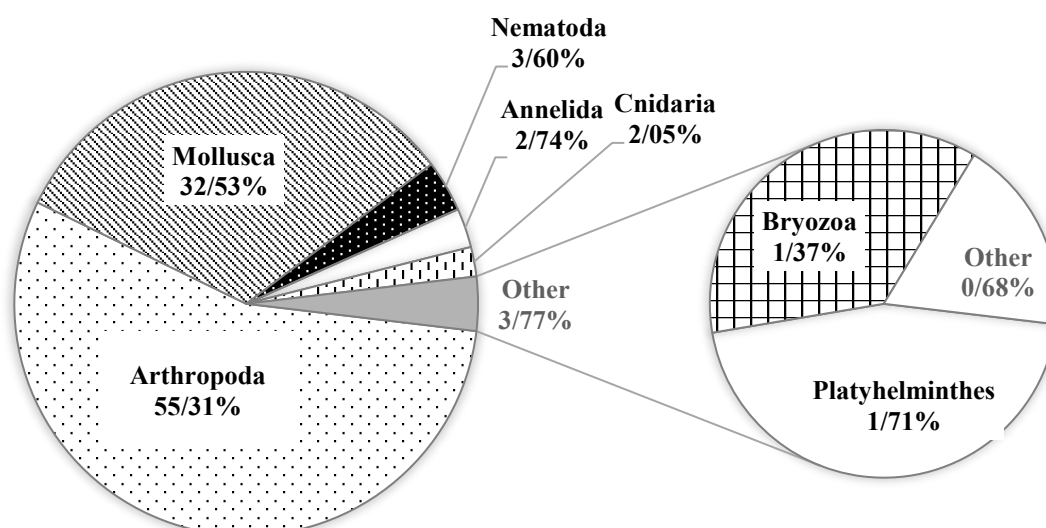 Nematoda
3/60%
Annelida
2/74%
Cnidaria
2/05%
Mollusca
32/53%
Other
3/77%
Arthropoda
55/31%
Bryozoa
1/37%
Other
0/68%
Platyhelminthes
1/71%